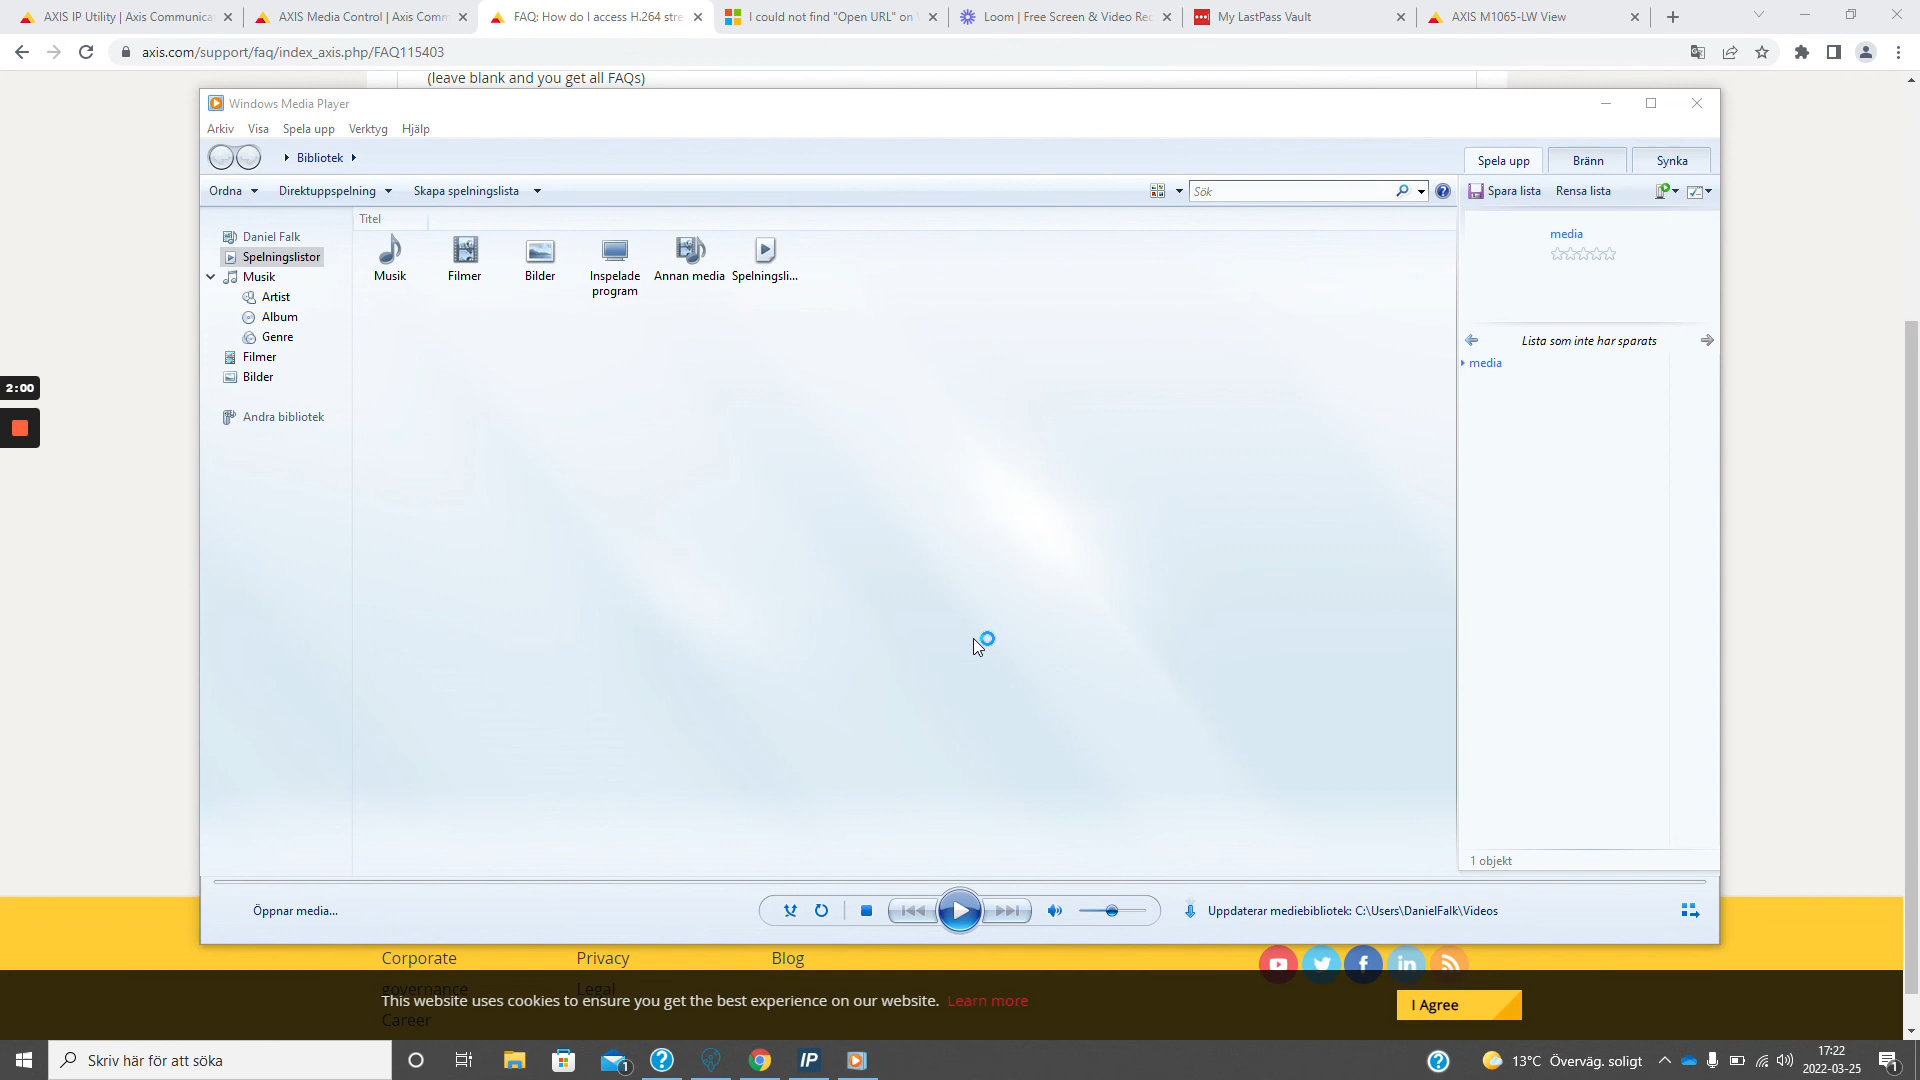 AXIS IP Utility | Axis Communica
AXIS Media Control | Axis Comm
FAQ: How do I access H.264 stre
I could not find "Open URL" on
Loom | Free Screen & Video Rec
My LastPass Vault
AXIS M1065-LW View
axis.com/support/faq/index_axis.php/FAQ115403
(leave blank and you get all FAQs)
Windows Media Player
Arkiv Visa Spela upp Verktyg Hjälp
Bibliotek
Spela upp Bränn Synka
Ordna Direktuppspelning Skapa spelningslista Sök Spara lista Rensa lista
Titel
Daniel Falk
Spelningslistor
Musik
Artist
Album
Genre
Filmer
Bilder
Andra bibliotek
Musik
Filmer
Bilder
Inspelade
program
Annan media
Spelningsli...
media
Lista som inte har sparats
media
1 objekt
2:00
Öppnar media...
Uppdaterar mediebibliotek: C:\Users\DanielFalk\Videos
Corporate
governance
Career
Privacy
Legal
Blog
This website uses cookies to ensure you get the best experience on our website. Learn more
I Agree
Skriv här för att söka
1
IP
13°C Överväg. soligt
17:22
2022-03-25
1